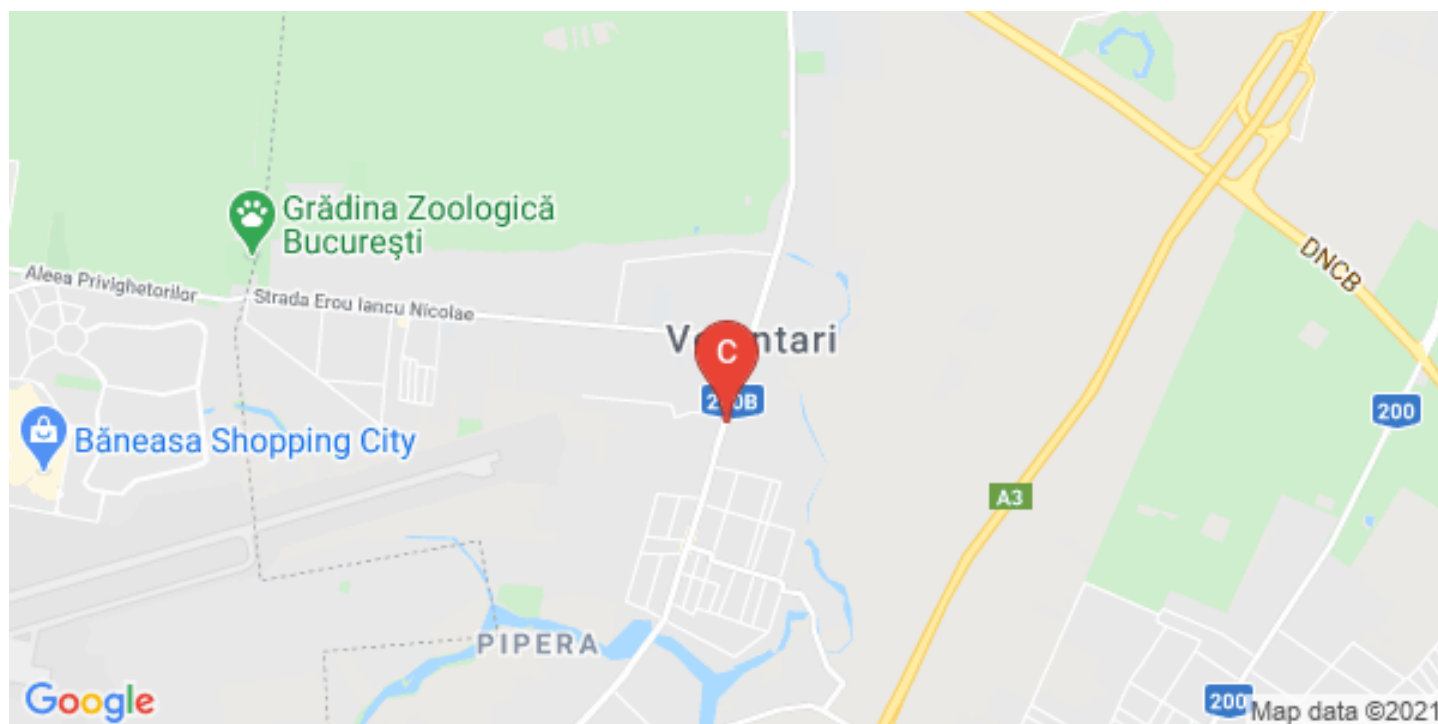 Grădina Zoologică
Bucureşti
DNCB
Aleea Privighetorilor
Strada Erou Iancu Nicolae
C
200
Băneasa Shopping City
A3
PIPERA
Google
200
Map data ©2021